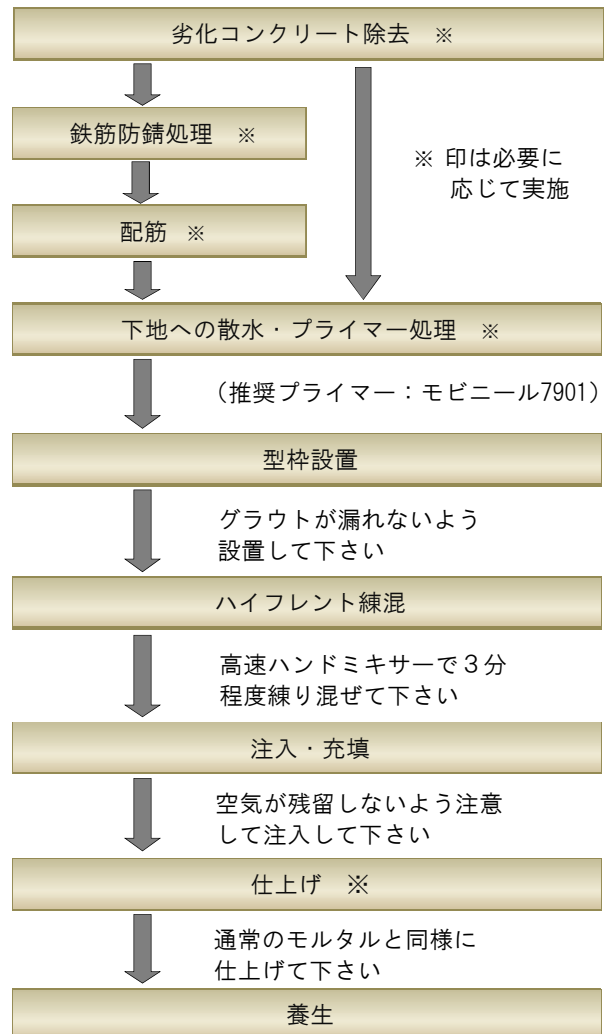 劣化コンクリート除去　※
鉄筋防錆処理　※
※ 印は必要に
応じて実施
配筋　※
下地への散水・プライマー処理　※
（推奨プライマー：モビニール7901）
型枠設置
グラウトが漏れないよう
設置して下さい
ハイフレント練混
高速ハンドミキサーで３分
程度練り混ぜて下さい
注入・充填
空気が残留しないよう注意
して注入して下さい
仕上げ　※
通常のモルタルと同様に
仕上げて下さい
養生